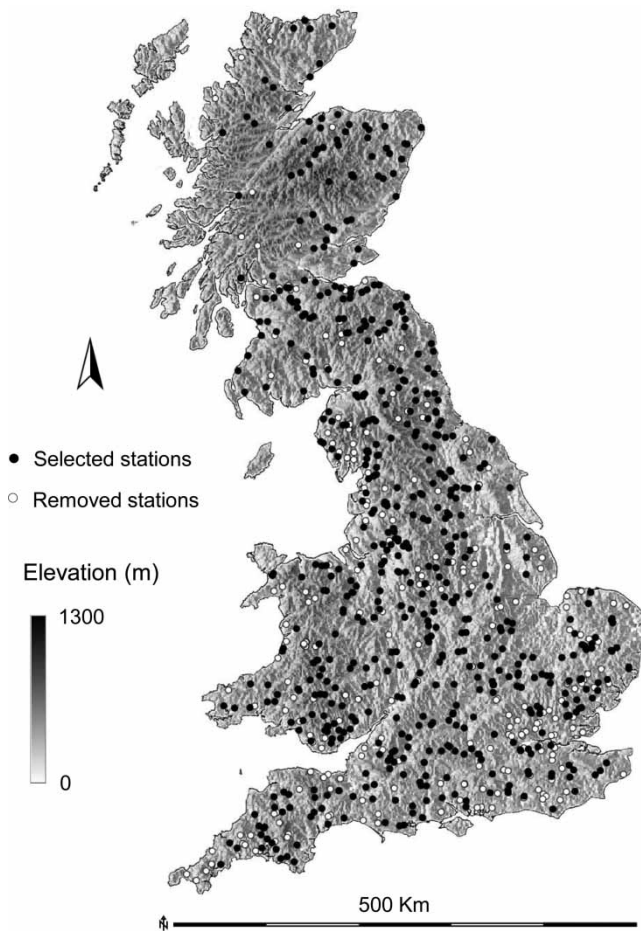 Selected stations
Removed stations
Elevation (m)
1300
0
500 Km
N